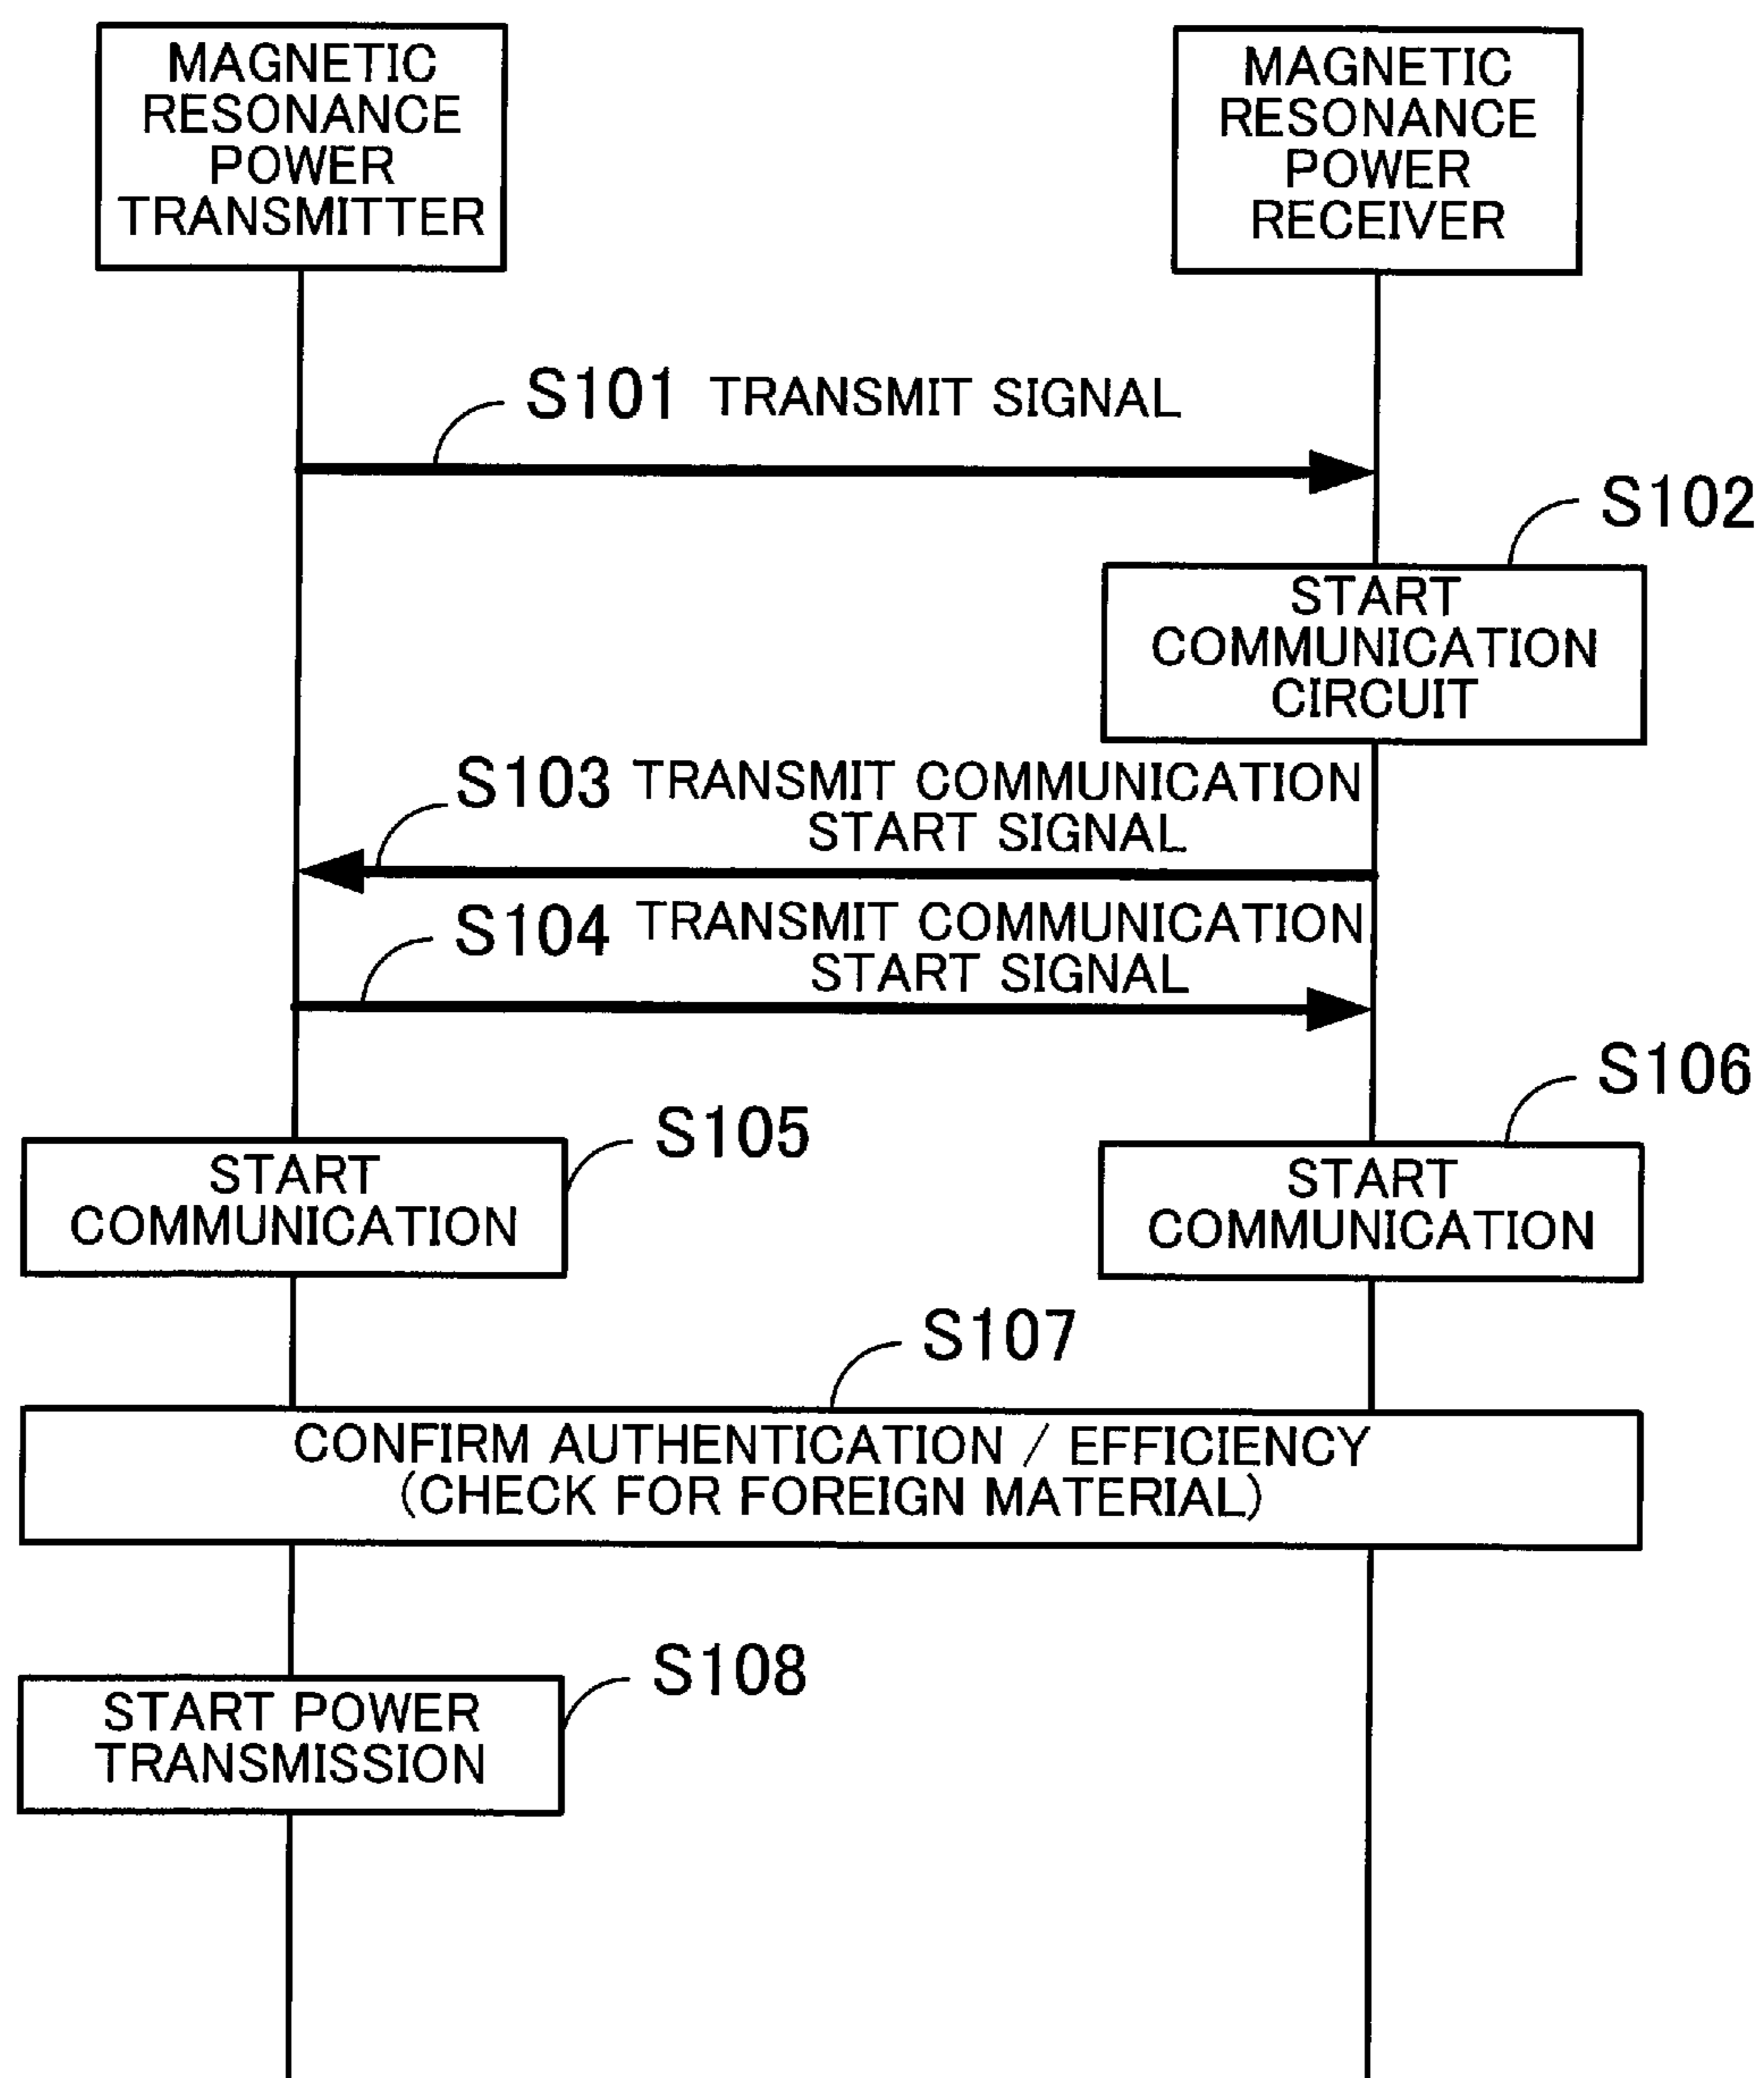 MAGNETIC
RESONANCE
POWER
TRANSMITTER
MAGNETIC
RESONANCE
POWER
RECEIVER
S101 TRANSMIT SIGNAL
S102
START
COMMUNICATION
CIRCUIT
S103 TRANSMIT COMMUNICATION
START SIGNAL
S104 TRANSMIT COMMUNICATION
START SIGNAL
S105
START
COMMUNICATION
S106
START
COMMUNICATION
S107
CONFIRM AUTHENTICATION / EFFICIENCY
(CHECK FOR FOREIGN MATERIAL)
S108
START POWER
TRANSMISSION